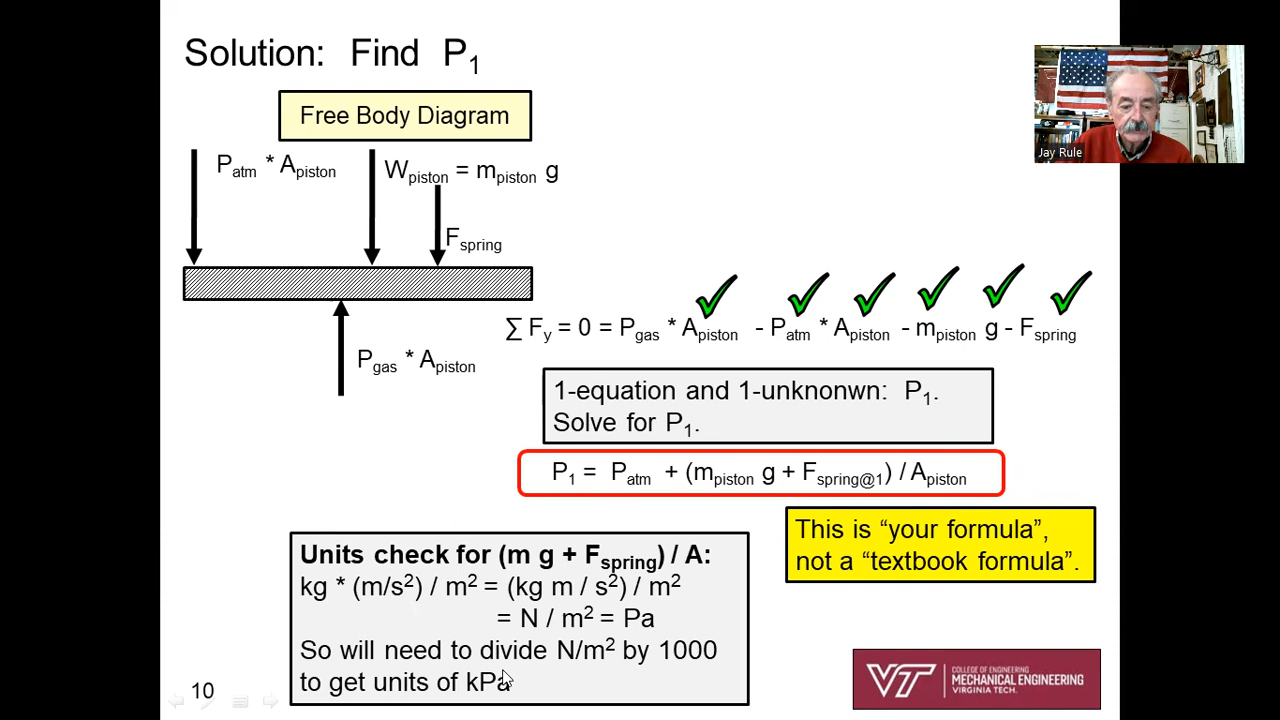 Solution: Find P₁
Free Body Diagram
Jay Rule
Pₐₜₘ * Aₚᵢₛₜₒₙ
Wₚᵢₛₜₒₙ = mₚᵢₛₜₒₙ g
Fₛₚᵣᵢₙg
∑ Fy = 0 = Pgas * Apiston - Patm * Apiston - mpiston g - Fspring
Pgas * Apiston
1-equation and 1-unknonwn: P₁.
Solve for P₁.
P₁ = Patm + (mpiston g + Fspring@1) / Apiston
This is “your formula”,
not a “textbook formula”.
Units check for (m g + Fspring) / A:
kg * (m/s²) / m² = (kg m / s²) / m²
= N / m² = Pa
So will need to divide N/m² by 1000
to get units of kPa
10
VT
COLLEGE OF ENGINEERING
MECHANICAL ENGINEERING
VIRGINIA TECH.